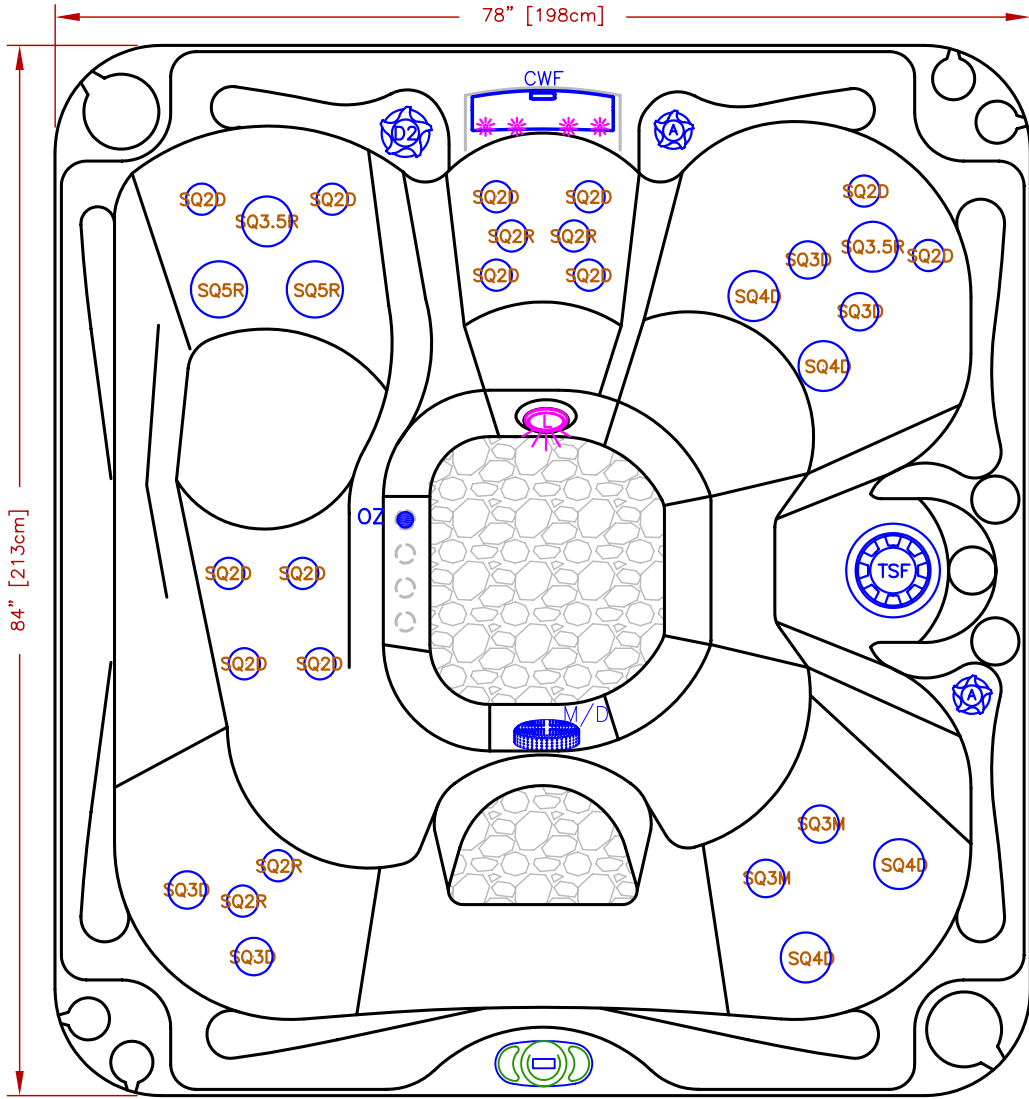 78” [198cm]
CWF
D2
A
SQ2D
SQ2D
SQ3.5R
SQ5R
SQ5R
SQ2D
SQ2D
SQ2R
SQ2R
SQ2D
SQ2D
SQ2D
SQ3.5R
SQ2D
SQ3D
SQ4D
SQ3D
SQ4D
L
OZ
84” [213cm]
TSF
SQ2D
SQ2D
SQ2D
SQ2D
A
M/D
SQ2R
SQ3D
SQ2R
SQ3D
SQ3M
SQ3M
SQ4D
SQ4D